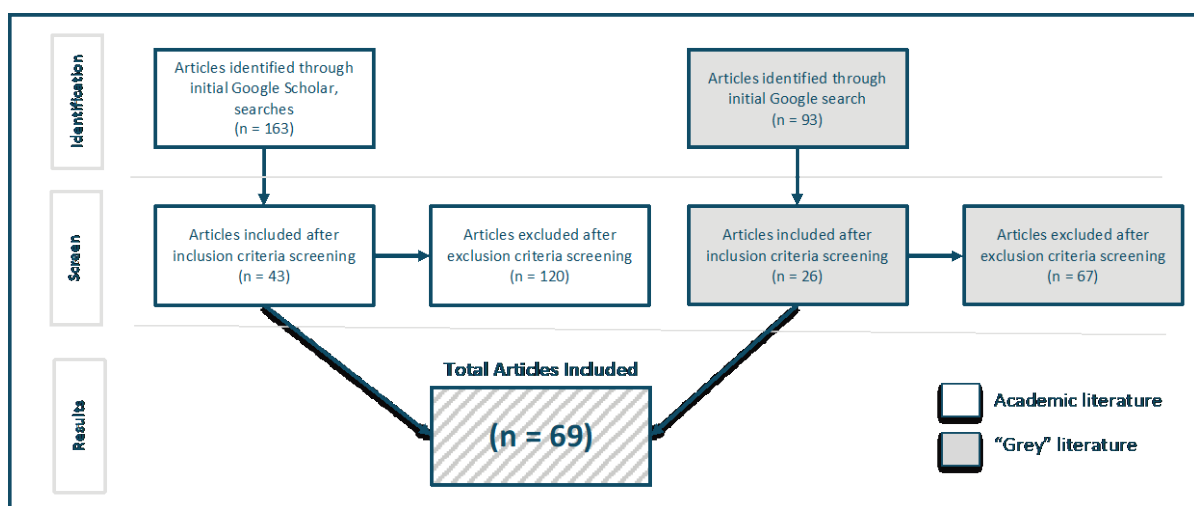 Identification
Articles identified through
initial Google Scholar,
searches
(n = 163)
Articles identified through
initial Google search
(n = 93)
Screen
Articles included after
inclusion criteria screening
(n = 43)
Articles excluded after
exclusion criteria screening
(n = 120)
Articles included after
inclusion criteria screening
(n = 26)
Articles excluded after
exclusion criteria screening
(n = 67)
Results
Total Articles Included
(n = 69)
Academic literature
“Grey” literature